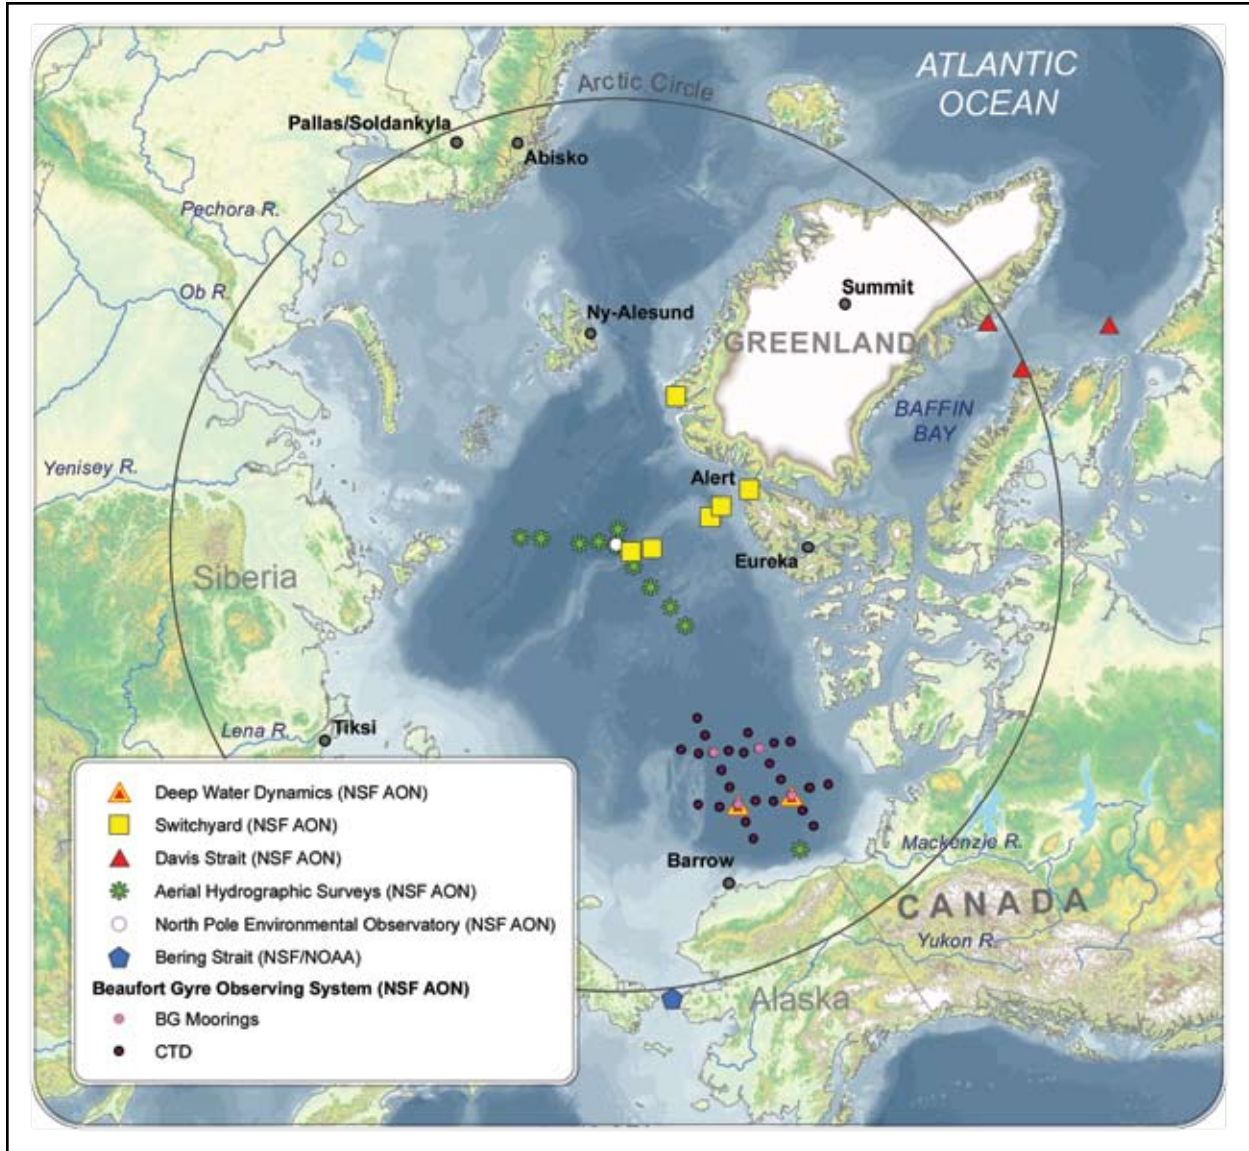 Arctic Circle
ATLANTIC
OCEAN
Pallas/Soldankyla
Abisko
Pechora R.
Ob R
Summit
Ny-Alesund
GREENLAND
BAFFIN
BAY
Yenisey R.
Alert
Eureka
Siberia
Lena R.
Tiksi
Mackenzie R.
Barrow
CANADA
Yukon R.
Alaska
Deep Water Dynamics (NSF AON)
Switchyard (NSF AON)
Davis Strait (NSF AON)
Aerial Hydrographic Surveys (NSF AON)
North Pole Environmental Observatory (NSF AON)
Bering Strait (NSF/NOAA)
Beaufort Gyre Observing System (NSF AON)
BG Moorings
CTD